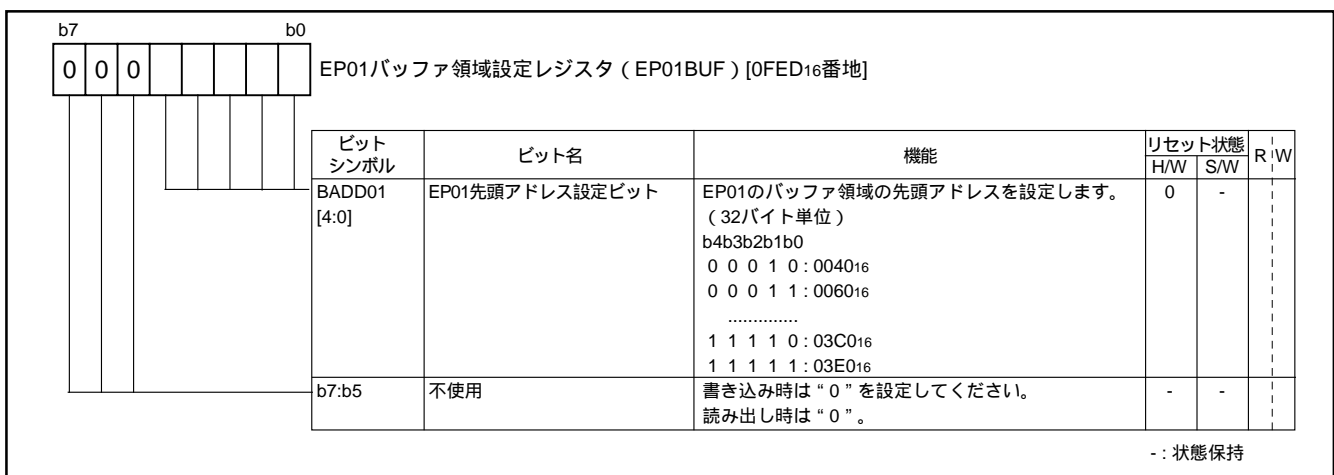 b7 b0
0 0 0
EP01バッファ領域設定レジスタ（EP01BUF）[0FED16番地]
ビット シンボル ビット名 機能 リセット状態 H/W S/W R W
BADD01 [4:0] EP01先頭アドレス設定ビット EP01のバッファ領域の先頭アドレスを設定します。 0 -
（32バイト単位）
b4b3b2b1b0
0 0 0 1 0 : 004016
0 0 0 1 1 : 006016
..............
1 1 1 1 0 : 03C016
1 1 1 1 1 : 03E016
b7:b5 不使用 書き込み時は“0”を設定してください。 - -
読み出し時は“0”。
- : 状態保持